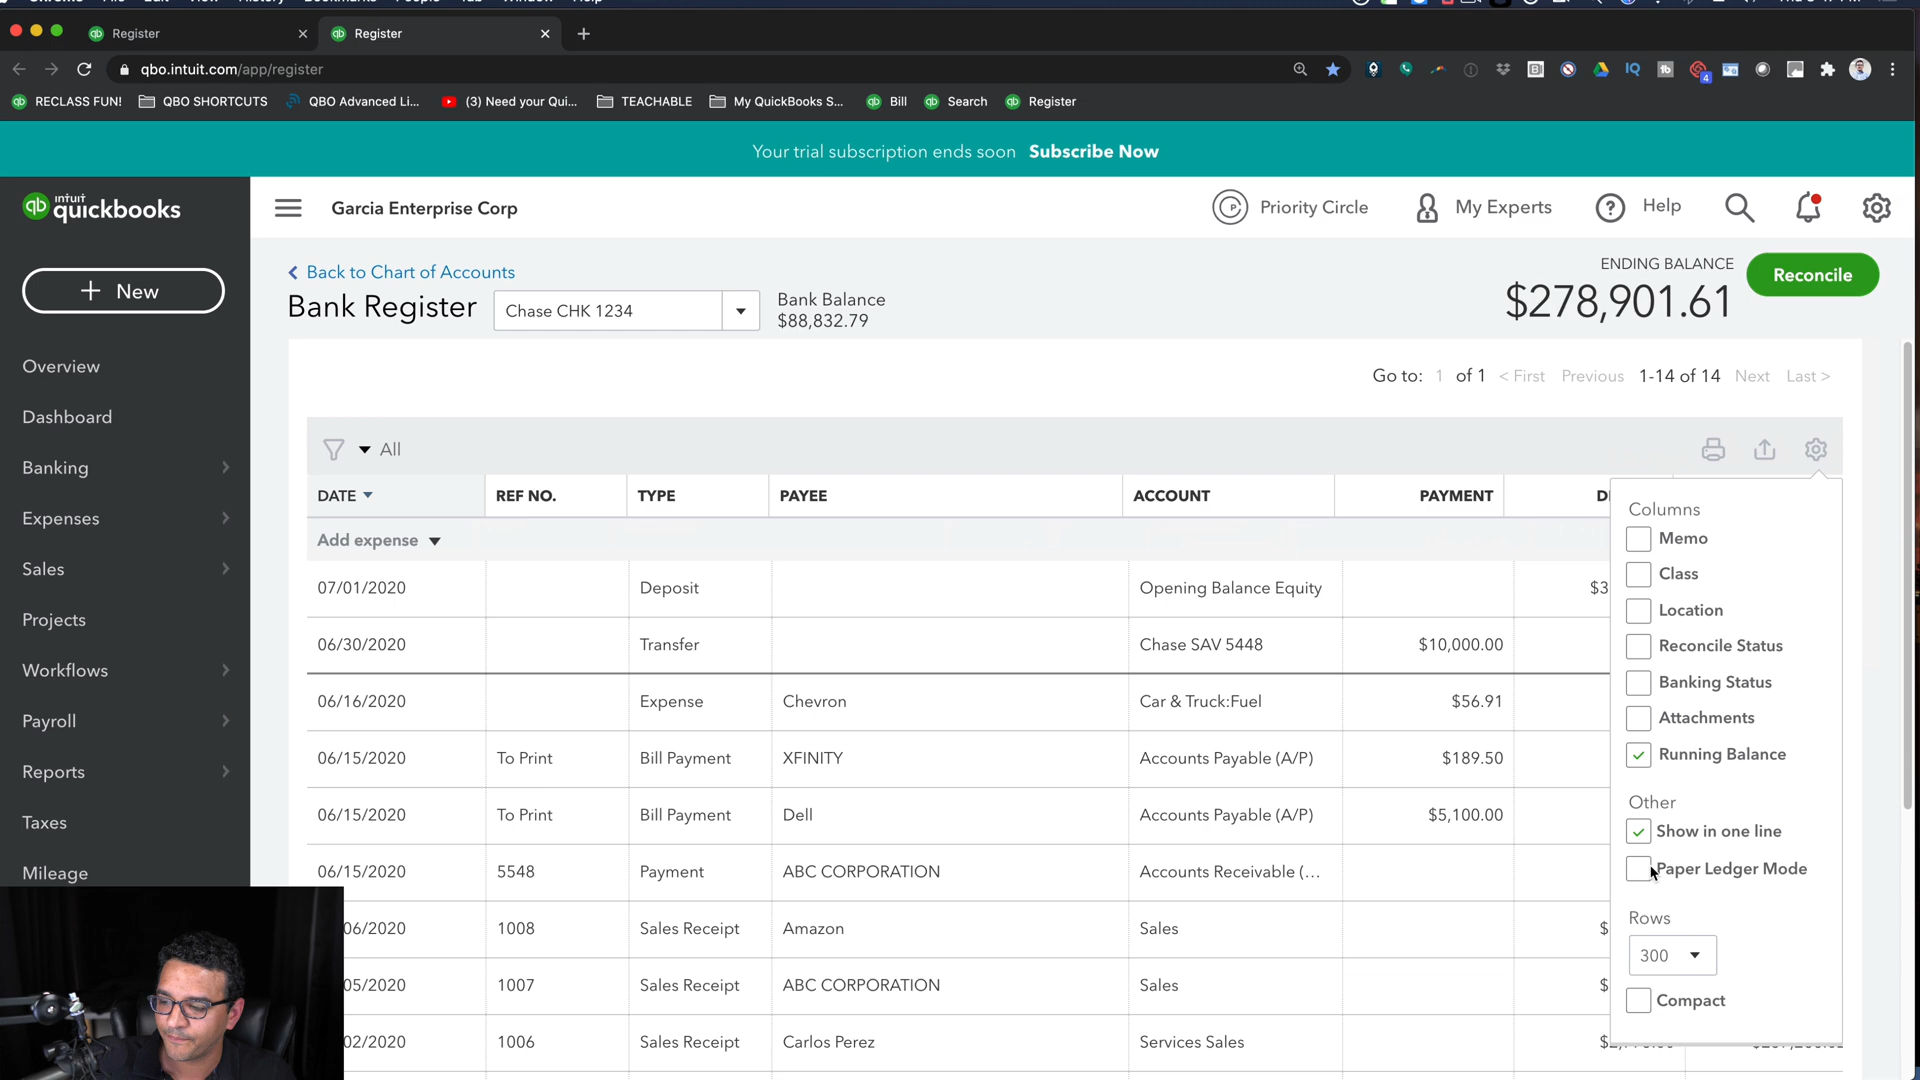 Register
Register
qbo.intuit.com/app/register
4
RECLASS FUN!
QBO SHORTCUTS
QBO Advanced Li...
(3) Need your Qui...
TEACHABLE
My QuickBooks S...
Bill
Search
Register
Your trial subscription ends soon Subscribe Now
intuit
quickbooks
Garcia Enterprise Corp
Priority Circle
My Experts
Help
New
Back to Chart of Accounts
Bank Register
Chase CHK 1234
Bank Balance
$88,832.79
ENDING BALANCE
$278,901.61
Reconcile
Overview
Dashboard
Banking
Expenses
Sales
Projects
Workflows
Payroll
Reports
Taxes
Mileage
Go to: 1 of 1 < First Previous 1-14 of 14 Next Last >
All
DATE REF NO. TYPE PAYEE ACCOUNT PAYMENT
Add expense
07/01/2020 Deposit Opening Balance Equity $3
06/30/2020 Transfer Chase SAV 5448 $10,000.00
06/16/2020 Expense Chevron Car & Truck:Fuel $56.91
06/15/2020 To Print Bill Payment XFINITY Accounts Payable (A/P) $189.50
06/15/2020 To Print Bill Payment Dell Accounts Payable (A/P) $5,100.00
06/15/2020 5548 Payment ABC CORPORATION Accounts Receivable (...
06/2020 1008 Sales Receipt Amazon Sales $
05/2020 1007 Sales Receipt ABC CORPORATION Sales $
02/2020 1006 Sales Receipt Carlos Perez Services Sales
Columns
Memo
Class
Location
Reconcile Status
Banking Status
Attachments
Running Balance
Other
Show in one line
Paper Ledger Mode
Rows
300
Compact